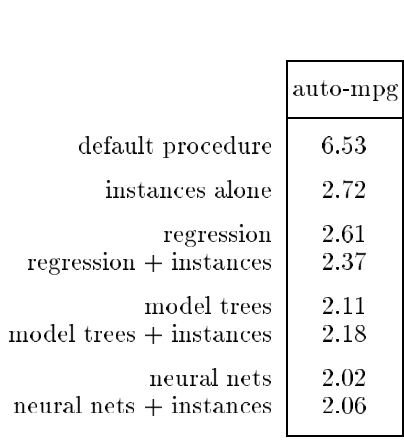 auto-mpg
default procedure 6.53
instances alone 2.72
regression 2.61
regression + instances 2.37
model trees 2.11
model trees + instances 2.18
neural nets 2.02
neural nets + instances 2.06